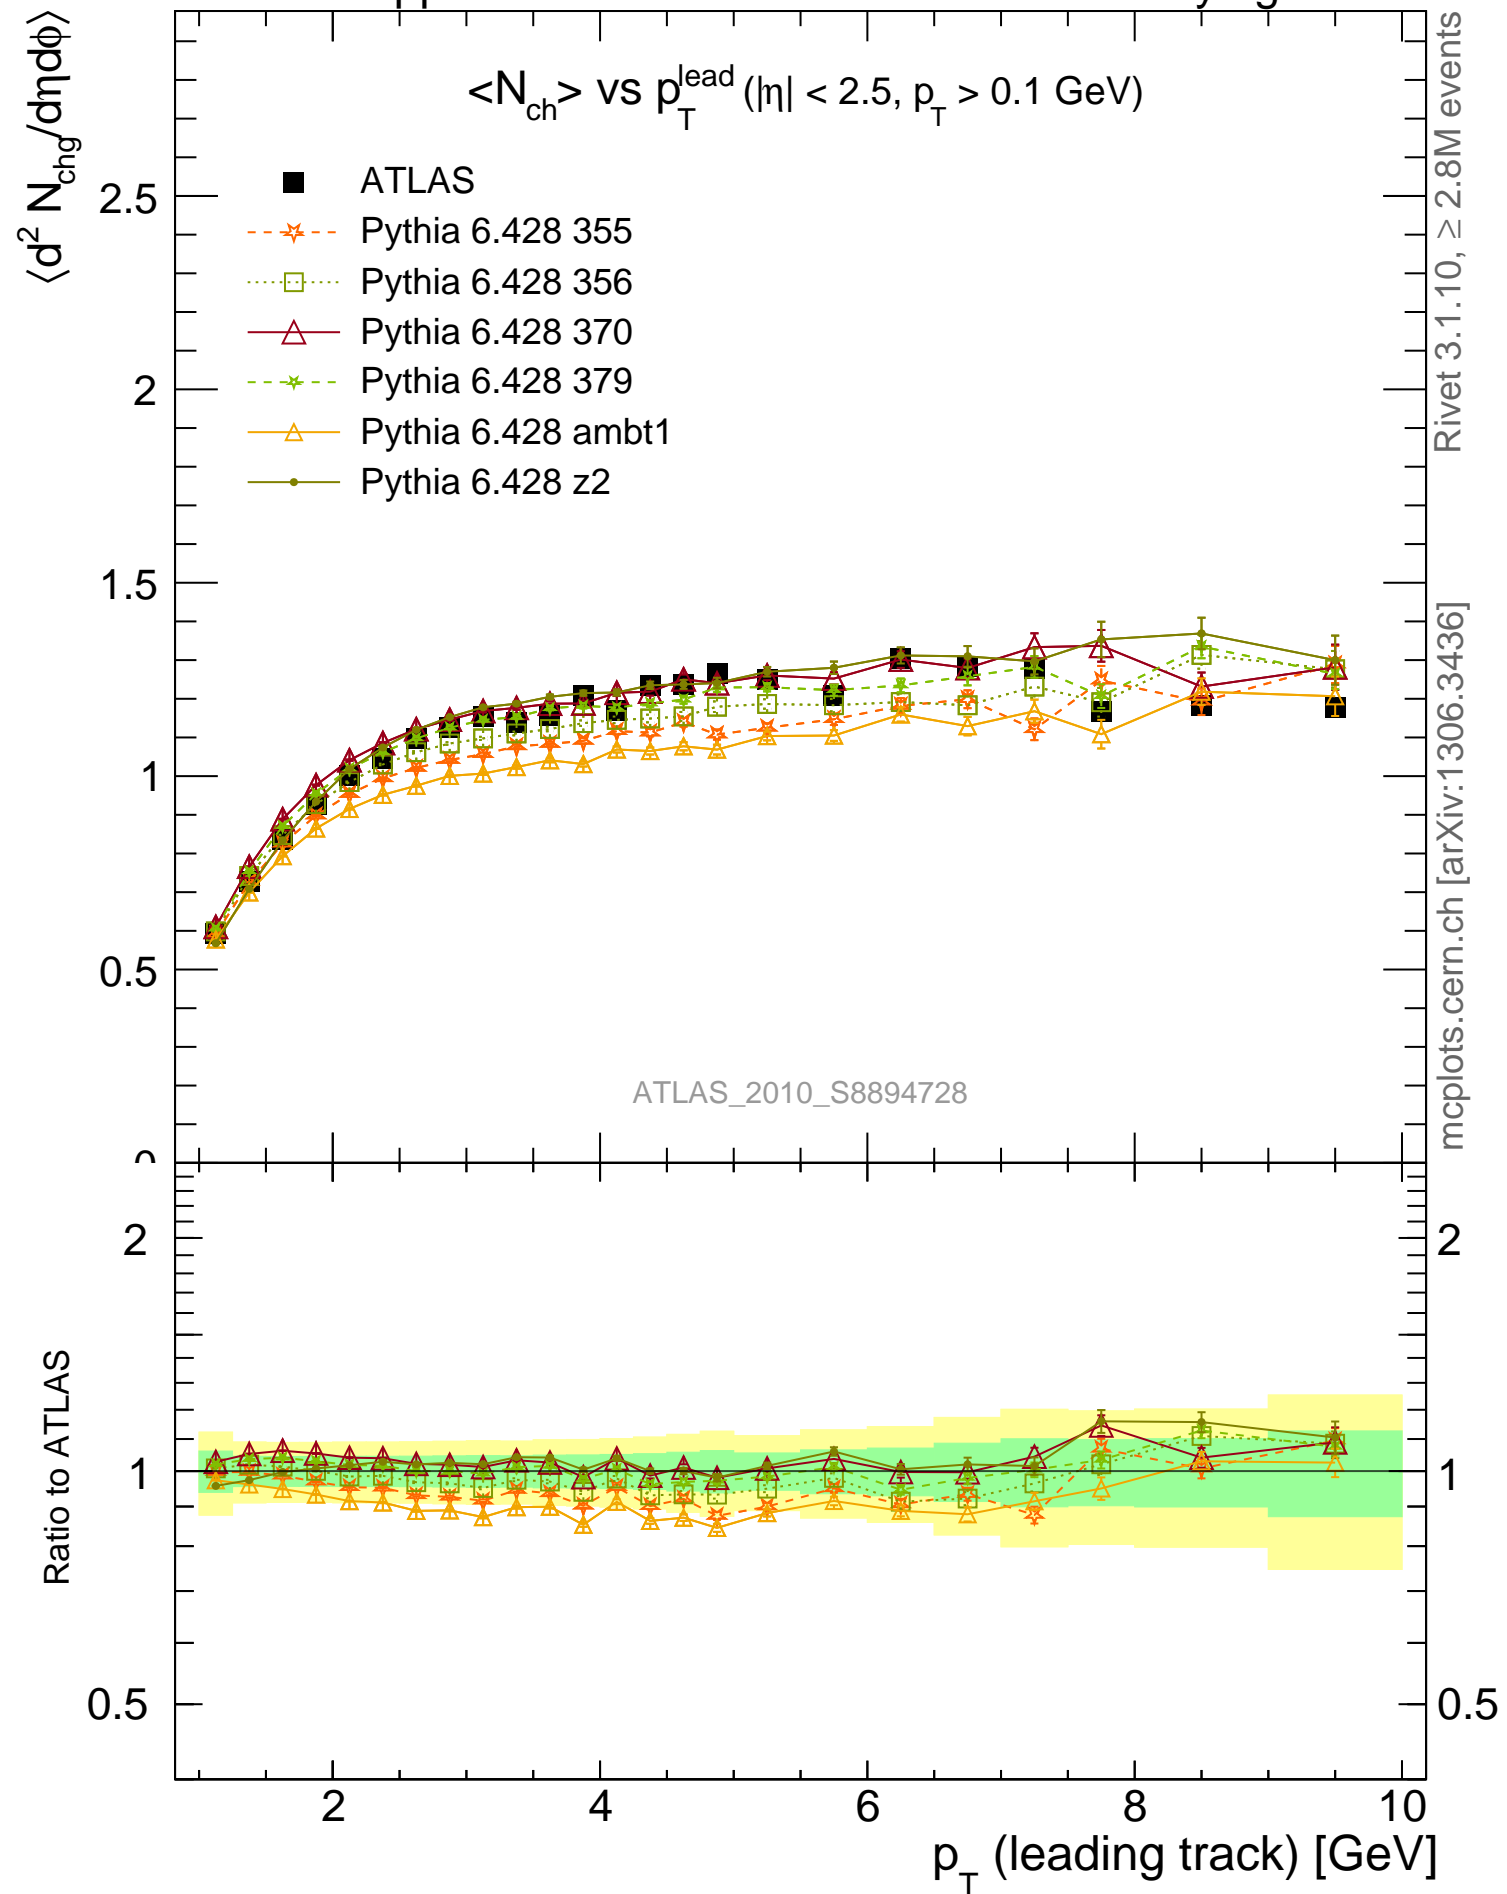 ⟨d² N_chg/dηdϕ⟩
<N_ch> vs p_T^lead (|η| < 2.5, p_T > 0.1 GeV)
ATLAS
Pythia 6.428 355
Pythia 6.428 356
Pythia 6.428 370
Pythia 6.428 379
Pythia 6.428 ambt1
Pythia 6.428 z2
2.5
2
1.5
1
0.5
0
ATLAS_2010_S8894728
Rivet 3.1.10, ≥ 2.8M events
mcplots.cern.ch [arXiv:1306.3436]
Ratio to ATLAS
2 2
1 1
0.5 0.5
2 4 6 8 10
p_T (leading track) [GeV]